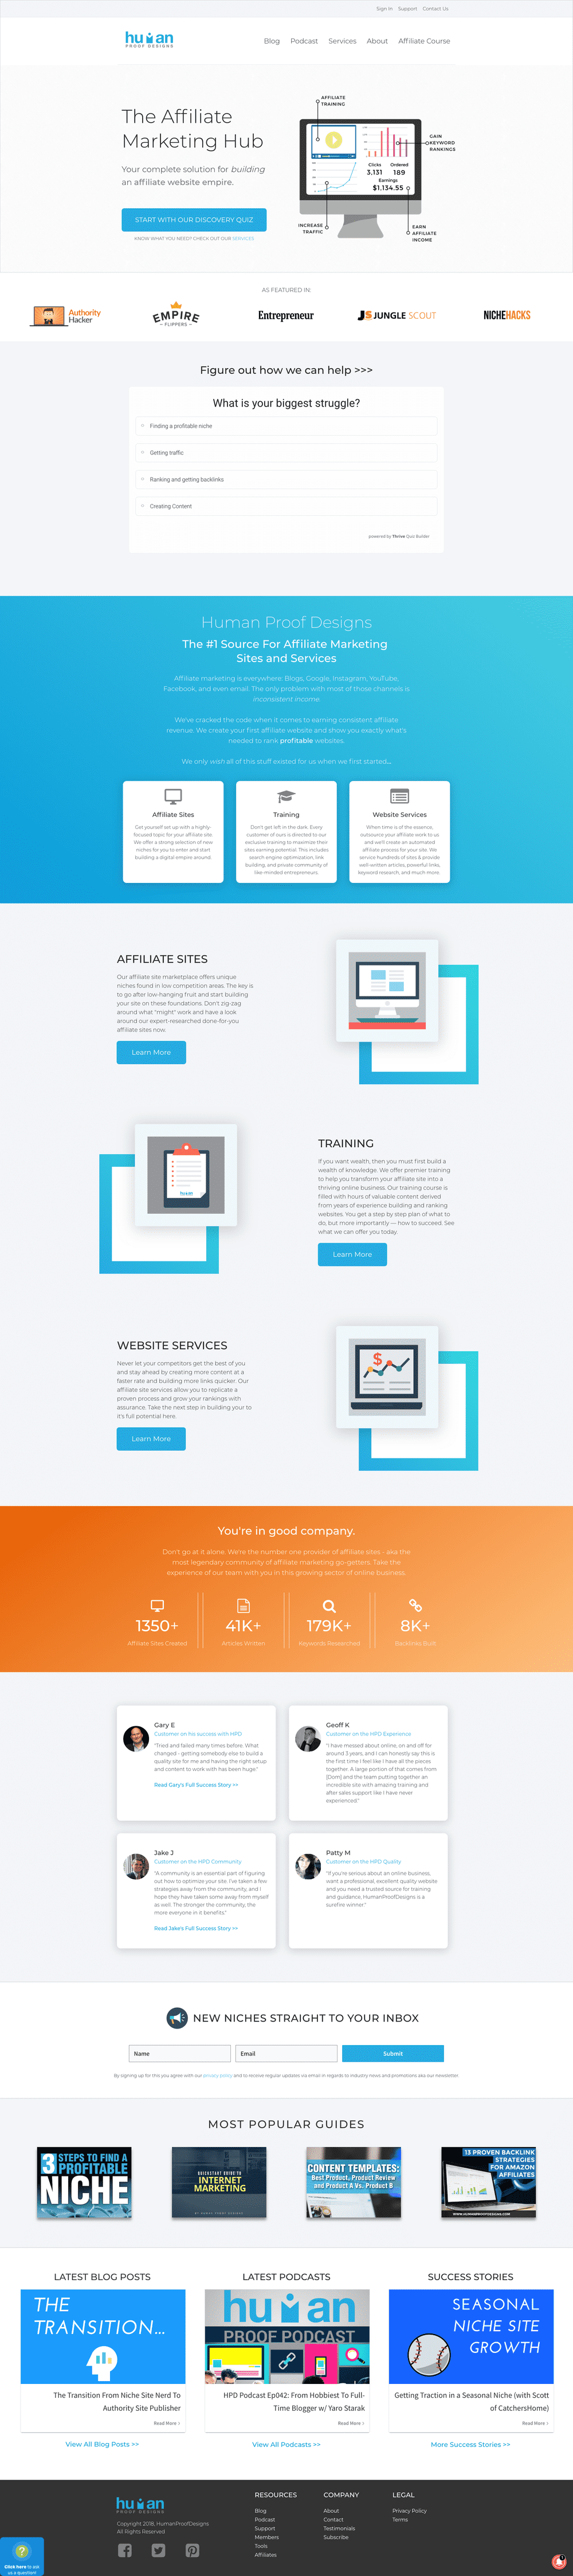 Sign In Support Contact Us
human
PROOF DESIGNS
Blog Podcast Services About Affiliate Course
The Affiliate
Marketing Hub
Your complete solution for building
an affiliate website empire.
START WITH OUR DISCOVERY QUIZ
KNOW WHAT YOU NEED? CHECK OUT OUR SERVICES
AFFILIATE
TRAINING
GAIN
KEYWORD
RANKINGS
Clicks Ordered
3,131 189
Earnings
$1,134.55
INCREASE
TRAFFIC
EARN
AFFILIATE
INCOME
AS FEATURED IN:
Authority
Hacker
EMPIRE
FLIPPERS
Entrepreneur
JS JUNGLE SCOUT
NICHEHACKS
Figure out how we can help >>>
What is your biggest struggle?
Finding a profitable niche
Getting traffic
Ranking and getting backlinks
Creating Content
powered by Thrive Quiz Builder
Human Proof Designs
The #1 Source For Affiliate Marketing
Sites and Services
Affiliate marketing is everywhere: Blogs, Google, Instagram, YouTube,
Facebook, and even email. The only problem with most of those channels is
inconsistent income.
We've cracked the code when it comes to earning consistent affiliate
revenue. We create your first affiliate website and show you exactly what's
needed to rank profitable websites.
We only wish all of this stuff existed for us when we first started...
Affiliate Sites
Get yourself set up with a highly-
focused topic for your affiliate site.
We offer a strong selection of new
niches for you to enter and start
building a digital empire around.
Training
Don't get left in the dark. Every
customer of ours is directed to our
exclusive training to maximize their
sites earning potential. This includes
search engine optimization, link
building, and private community of
like-minded entrepreneurs.
Website Services
When time is of the essence,
outsource your affiliate work to us
and we'll create an automated
affiliate process for your site. We
service hundreds of sites & provide
well-written articles, powerful links,
keyword research, and much more.
AFFILIATE SITES
Our affiliate site marketplace offers unique
niches found in low competition areas. The key is
to go after low-hanging fruit and start building
your site on these foundations. Don't zig-zag
around what "might" work and have a look
around our expert-researched done-for-you
affiliate sites now.
Learn More
TRAINING
If you want wealth, then you must first build a
wealth of knowledge. We offer premier training
to help you transform your affiliate site into a
thriving online business. Our training course is
filled with hours of valuable content derived
from years of experience building and ranking
websites. You get a step by step plan of what to
do, but more importantly — how to succeed. See
what we can offer you today.
Learn More
WEBSITE SERVICES
Never let your competitors get the best of you
and stay ahead by creating more content at a
faster rate and building more links quicker. Our
affiliate site services allow you to replicate a
proven process and grow your rankings with
assurance. Take the next step in building your to
it's full potential here.
Learn More
You're in good company.
Don't go at it alone. We're the number one provider of affiliate sites - aka the
most legendary community of affiliate marketing go-getters. Take the
experience of our team with you in this growing sector of online business.
1350+
Affiliate Sites Created
41K+
Articles Written
179K+
Keywords Researched
8K+
Backlinks Built
Gary E
Customer on his success with HPD
"Tried and failed many times before. What
changed - getting somebody else to build a
quality site for me and having the right setup
and content to work with has been huge."
Read Gary's Full Success Story >>
Geoff K
Customer on the HPD Experience
"I have messed about online, on and off for
around 3 years, and I can honestly say this is
the first time I feel like I have all the pieces
together. A large portion of that comes from
[Dom] and the team putting together an
incredible site with amazing training and
after sales support like I have never
experienced."
Jake J
Customer on the HPD Community
"A community is an essential part of figuring
out how to optimize your site. I've taken a few
strategies away from the community, and I
hope they have taken some away from myself
as well. The stronger the community, the
more everyone in it benefits."
Read Jake's Full Success Story >>
Patty M
Customer on the HPD Quality
"If you're serious about an online business,
want a professional, excellent quality website
and you need a trusted source for training
and guidance, HumanProofDesigns is a
surefire winner."
NEW NICHES STRAIGHT TO YOUR INBOX
Name Email Submit
By signing up for this you agree with our privacy policy and to receive regular updates via email in regards to industry news and promotions aka our newsletter
MOST POPULAR GUIDES
3 STEPS TO FIND A
PROFITABLE
NICHE
QUICKSTART GUIDE TO
INTERNET
MARKETING
BY HUMAN PROOF DESIGNS
CONTENT TEMPLATES:
Best Product, Product Review
and Product A Vs. Product B
13 PROVEN BACKLINK
STRATEGIES
FOR AMAZON
AFFILIATES
WWW.HUMANPROOFDESIGNS.COM
LATEST BLOG POSTS
THE
TRANSITION...
The Transition From Niche Site Nerd To
Authority Site Publisher
Read More >
View All Blog Posts >>
LATEST PODCASTS
human
PROOF PODCAST
HPD Podcast Ep042: From Hobbiest To Full-
Time Blogger w/ Yaro Starak
Read More >
View All Podcasts >>
SUCCESS STORIES
SEASONAL
NICHE SITE
GROWTH
Getting Traction in a Seasonal Niche (with Scott
of CatchersHome)
Read More >
More Success Stories >>
human
PROOF DESIGNS
Copyright 2018, HumanProofDesigns
All Rights Reserved
RESOURCES
Blog
Podcast
Support
Members
Tools
Affiliates
COMPANY
About
Contact
Testimonials
Subscribe
LEGAL
Privacy Policy
Terms
Click here to ask
us a question!